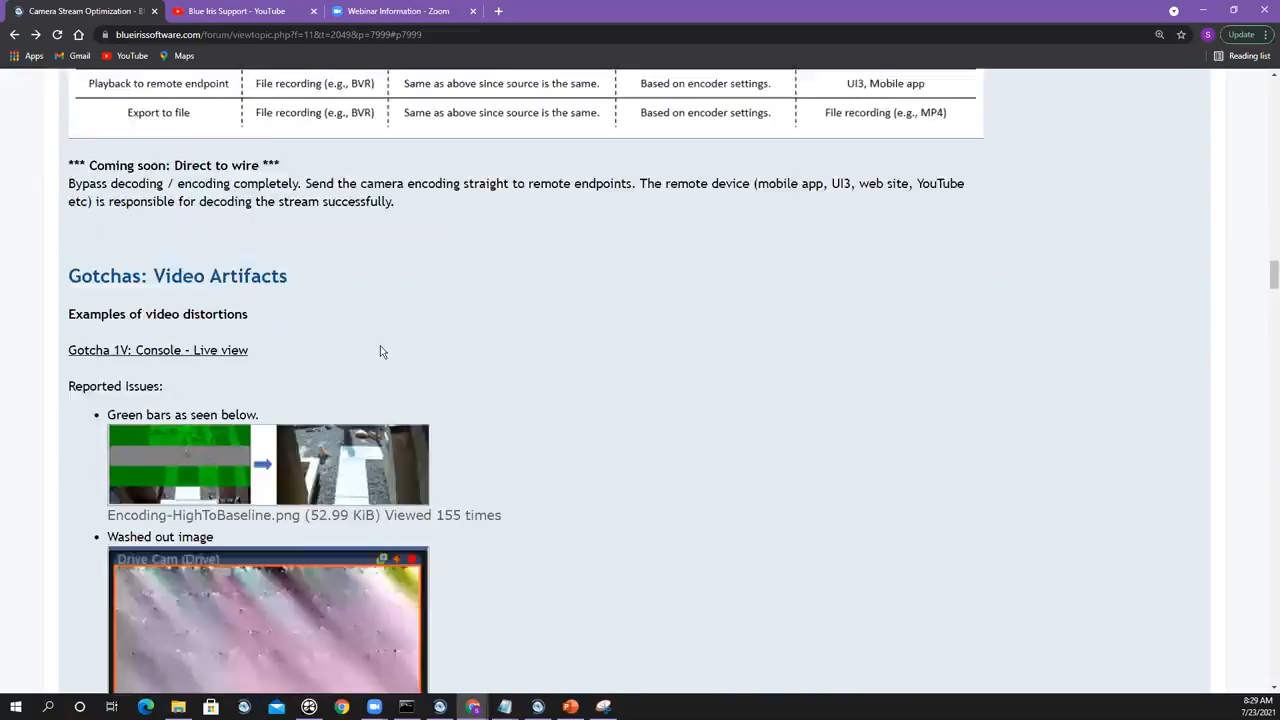 Camera Stream Optimization - Bl
Blue Iris Support - YouTube
Webinar Information - Zoom
blueirissoftware.com/forum/viewtopic.php?f=11&t=2049&p=7999#p7999
S
Update
Apps
Gmail
YouTube
Maps
Reading list
Playback to remote endpoint
File recording (e.g., BVR)
Same as above since source is the same.
Based on encoder settings.
UI3, Mobile app
Export to file
File recording (e.g., BVR)
Same as above since source is the same.
Based on encoder settings.
File recording (e.g., MP4)
*** Coming soon: Direct to wire ***
Bypass decoding / encoding completely. Send the camera encoding straight to remote endpoints. The remote device (mobile app, UI3, web site, YouTube
etc) is responsible for decoding the stream successfully.
Gotchas: Video Artifacts
Examples of video distortions
Gotcha 1V: Console - Live view
Reported Issues:
Green bars as seen below.
Encoding-HighToBaseline.png (52.99 KiB) Viewed 155 times
Washed out image
Drive Cam (Drive)
8:29 AM
7/23/2021